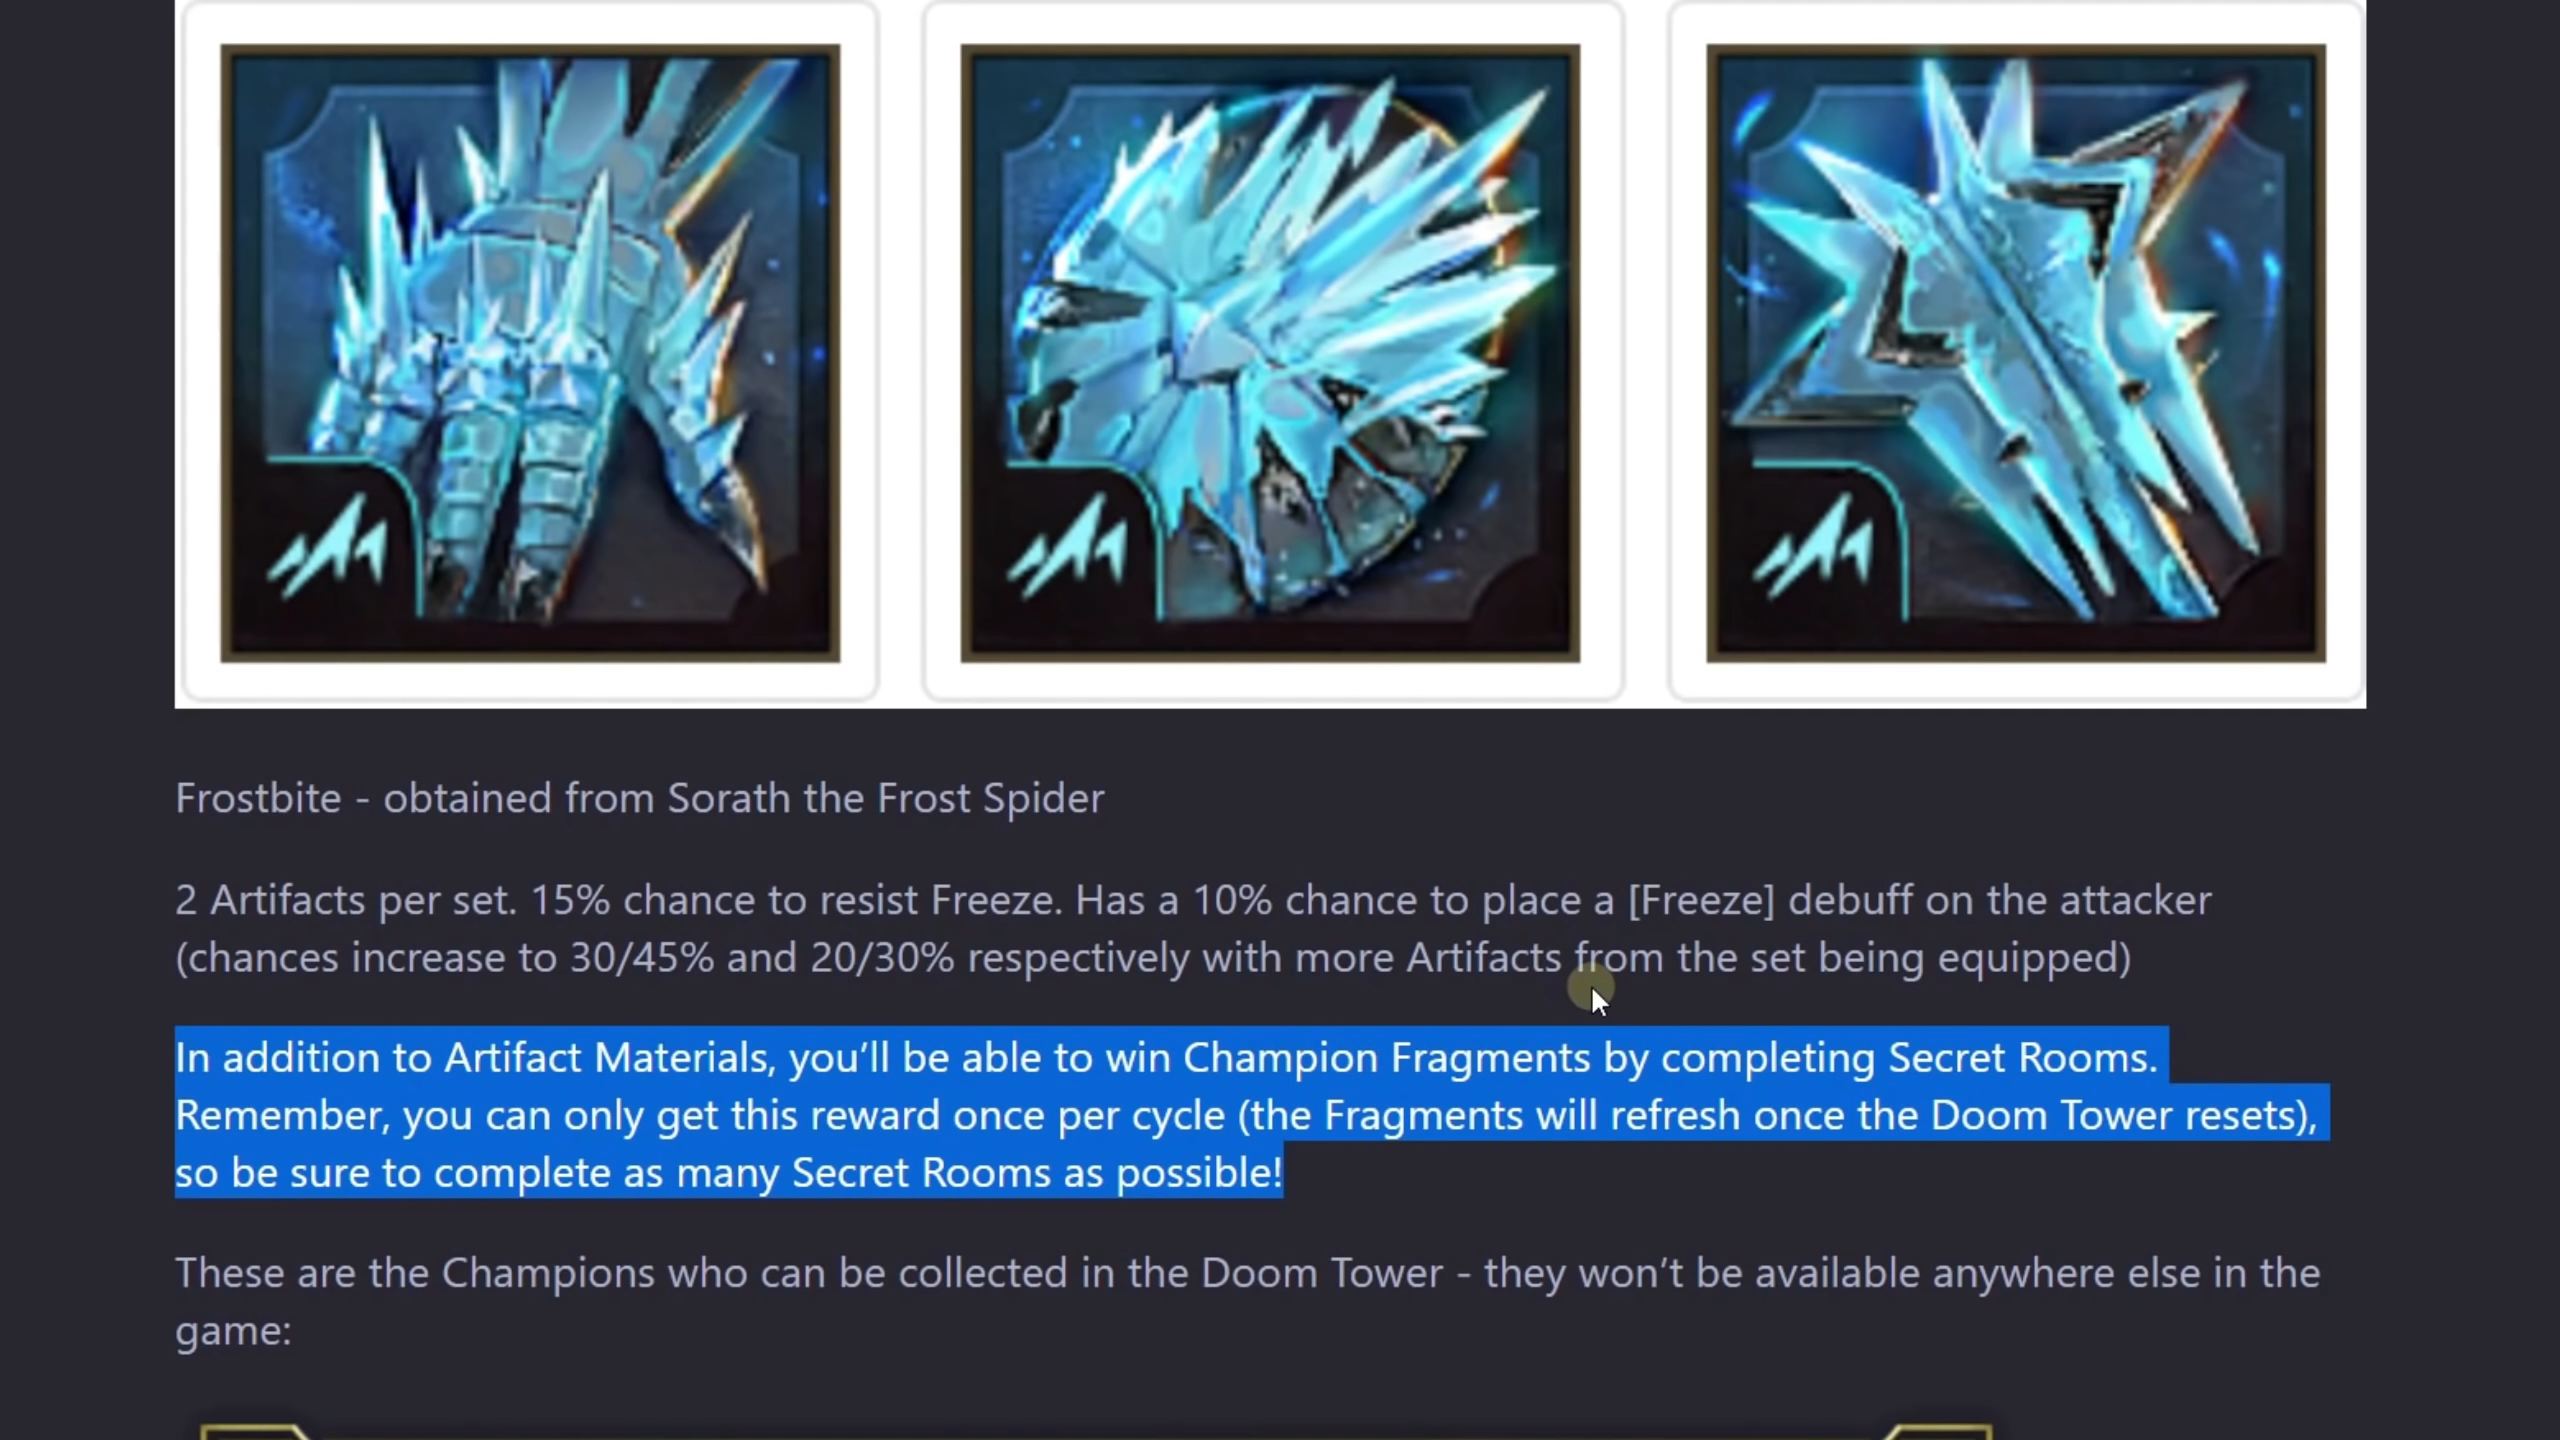 Frostbite - obtained from Sorath the Frost Spider
2 Artifacts per set. 15% chance to resist Freeze. Has a 10% chance to place a [Freeze] debuff on the attacker
(chances increase to 30/45% and 20/30% respectively with more Artifacts from the set being equipped)
In addition to Artifact Materials, you’ll be able to win Champion Fragments by completing Secret Rooms.
Remember, you can only get this reward once per cycle (the Fragments will refresh once the Doom Tower resets),
so be sure to complete as many Secret Rooms as possible!
These are the Champions who can be collected in the Doom Tower - they won’t be available anywhere else in the
game: